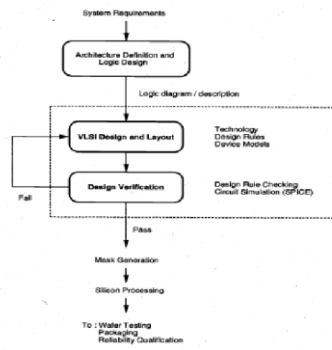 System Requirements
Architecture Definition and
Logic Design
Logic diagram / description
VLSI Design and Layout
Technology
Design Rules
Device Models
Design Verification
Design Rule Checking
Circuit Simulation (SPICE)
Fail
Pass
Mask Generation
Silicon Processing
To : Wafer Testing
Packaging
Reliability Qualification